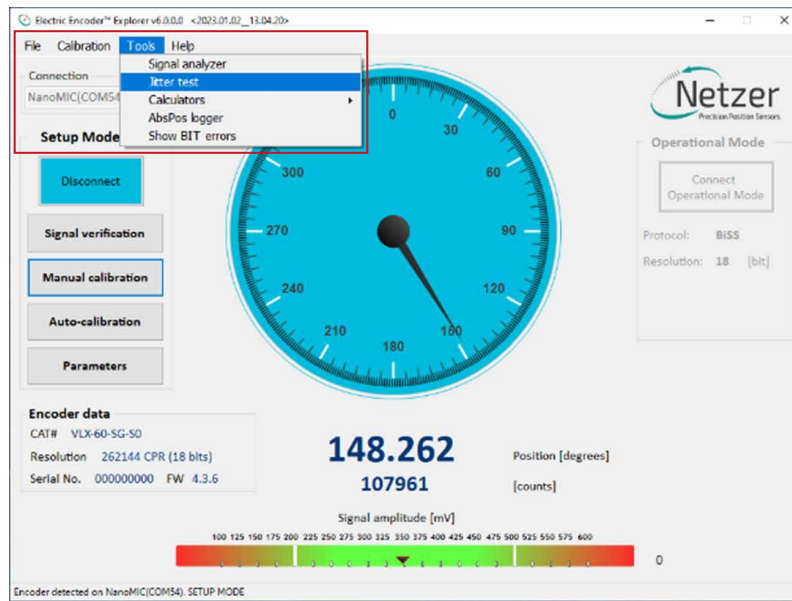 Electric Encoder™ Explorer v6.0.0.0 <2023.01.02__13.04.20>
File Calibration Tools Help
Signal analyzer
Jitter test
Calculators
AbsPos logger
Show BIT errors
Connection
NanoMIC(COM54
Setup Mode
Disconnect
Signal verification
Manual calibration
Auto-calibration
Parameters
0
30
60
90
120
150
180
210
240
270
300
Netzer
Precision Position Sensors
Operational Mode
Connect
Operational Mode
Protocol: BiSS
Resolution: 18 [bit]
Encoder data
CAT# VLX-60-SG-S0
Resolution 262144 CPR (18 bits)
Serial No. 000000000 FW 4.3.6
148.262 Position [degrees]
107961 [counts]
Signal amplitude [mV]
100 125 150 175 200 225 250 275 300 325 350 375 400 425 450 475 500 525 550 575 600
0
Encoder detected on NanoMIC(COM54). SETUP MODE